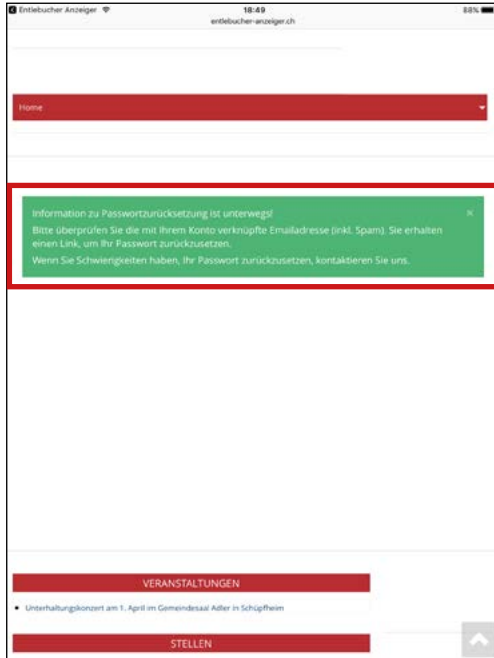 Entlebucher Anzeiger
18:49
88%
entlebucher-anzeiger.ch
Home
Information zu Passwortzurücksetzung ist unterwegs!
×
Bitte überprüfen Sie die mit Ihrem Konto verknüpfte Emailadresse (inkl. Spam). Sie erhalten
einen Link, um Ihr Passwort zurückzusetzen.
Wenn Sie Schwierigkeiten haben, Ihr Passwort zurückzusetzen, kontaktieren Sie uns.
VERANSTALTUNGEN
Unterhaltungskonzert am 1. April im Gemeindesaal Adler in Schüpfheim
STELLEN